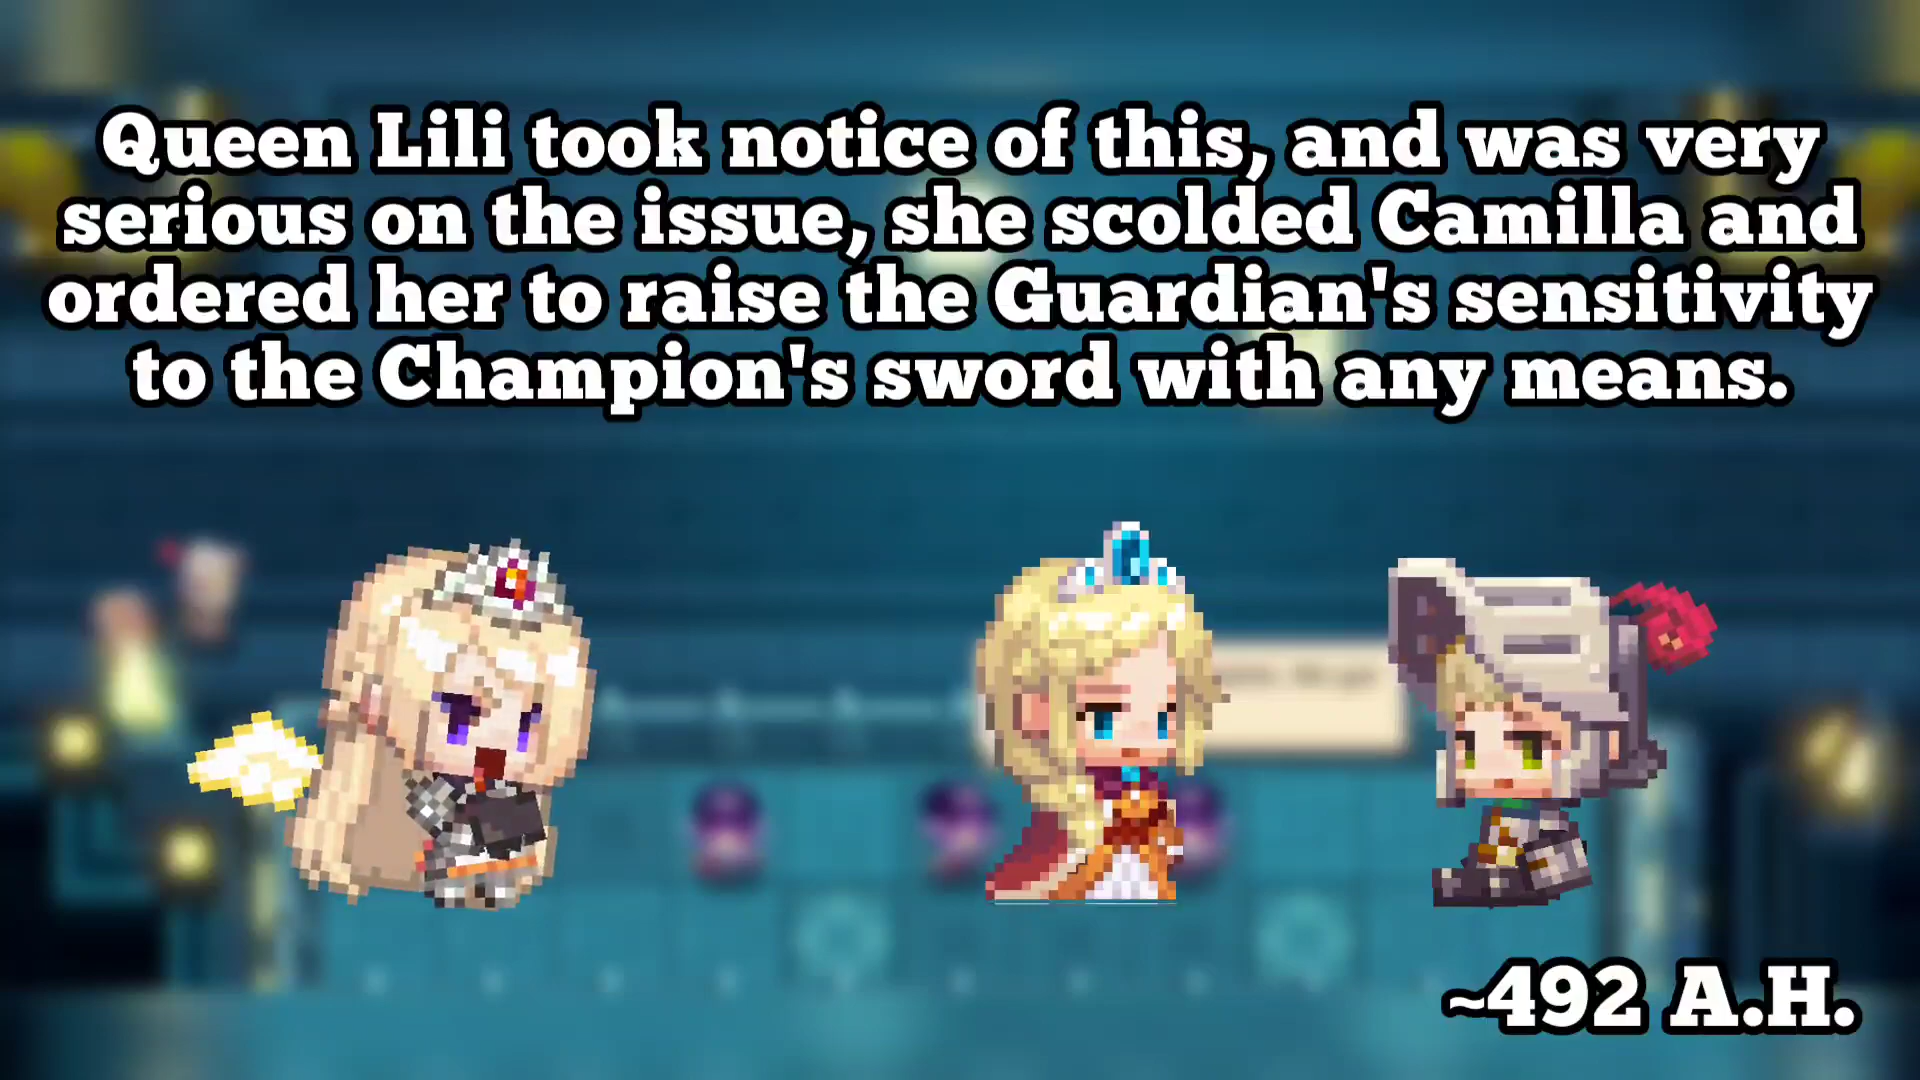 Queen Lili took notice of this, and was very
serious on the issue, she scolded Camilla and
ordered her to raise the Guardian's sensitivity
to the Champion's sword with any means.
~492 A.H.